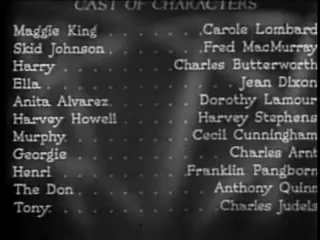 CAST OF CHARACTERS
Maggie King . . . . . . Carole Lombard
Skid Johnson . . . . . . Fred MacMurray
Harry . . . . . . . Charles Butterworth
Ella . . . . . . . . . . Jean Dixon
Anita Alvarez . . . . . . Dorothy Lamour
Harvey Howell . . . . . . Harvey Stephens
Murphy . . . . . . . . Cecil Cunningham
Georgie . . . . . . . . . Charles Arnt
Henri . . . . . . . . Franklin Pangborn
The Don . . . . . . . . Anthony Quinn
Tony . . . . . . . . . Charles Judels